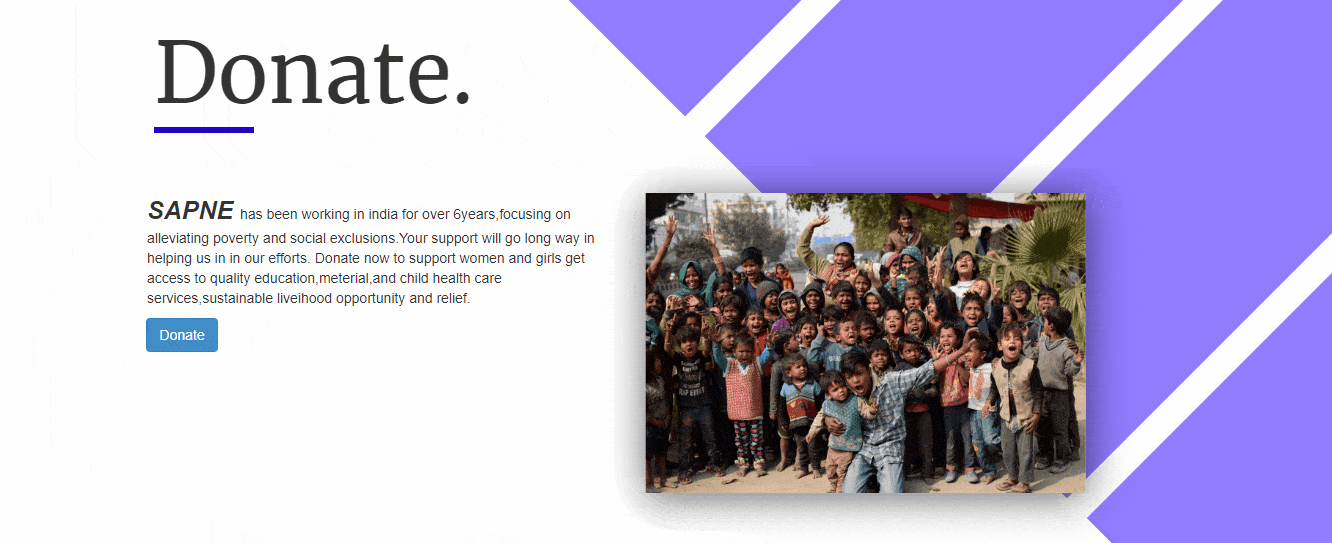 Donate.
SAPNE has been working in india for over 6years,focusing on
alleviating poverty and social exclusions.Your support will go long way in
helping us in in our efforts. Donate now to support women and girls get
access to quality education,meterial,and child health care
services,sustainable liveihood opportunity and relief.
Donate